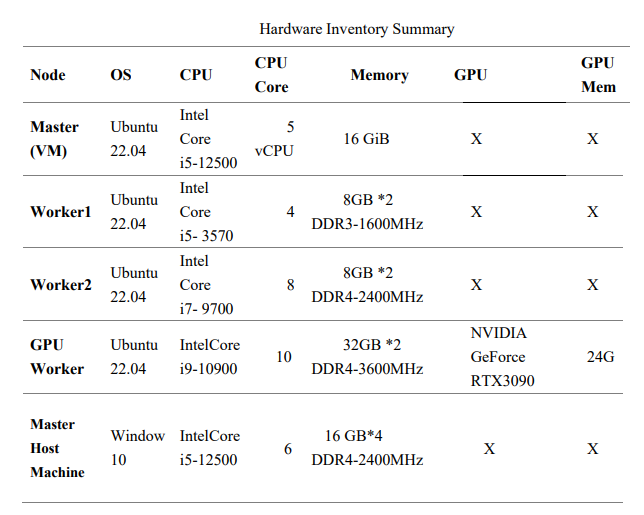 Hardware Inventory Summary
Node OS CPU CPU Core Memory GPU GPU Mem
Master (VM) Ubuntu 22.04 Intel Core i5-12500 5 vCPU 16 GiB X X
Worker1 Ubuntu 22.04 Intel Core i5- 3570 4 8GB *2 DDR3-1600MHz X X
Worker2 Ubuntu 22.04 Intel Core i7- 9700 8 8GB *2 DDR4-2400MHz X X
GPU Worker Ubuntu 22.04 IntelCore i9-10900 10 32GB *2 DDR4-3600MHz NVIDIA GeForce RTX3090 24G
Master Host Machine Window 10 IntelCore i5-12500 6 16 GB*4 DDR4-2400MHz X X